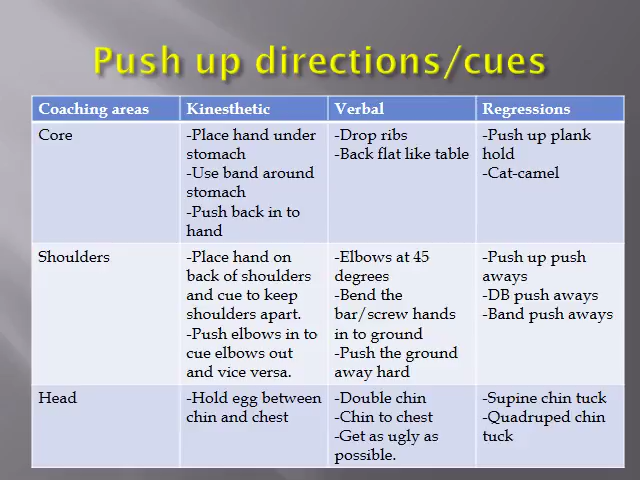 Push up directions/cues
Coaching areas
Kinesthetic
Verbal
Regressions
Core
-Place hand under
stomach
-Use band around
stomach
-Push back in to
hand
-Drop ribs
-Back flat like table
-Push up plank
hold
-Cat-camel
Shoulders
-Place hand on
back of shoulders
and cue to keep
shoulders apart.
-Push elbows in to
cue elbows out
and vice versa.
-Elbows at 45
degrees
-Bend the
bar/screw hands
in to ground
-Push the ground
away hard
-Push up push
aways
-DB push aways
-Band push aways
Head
-Hold egg between
chin and chest
-Double chin
-Chin to chest
-Get as ugly as
possible.
-Supine chin tuck
-Quadruped chin
tuck